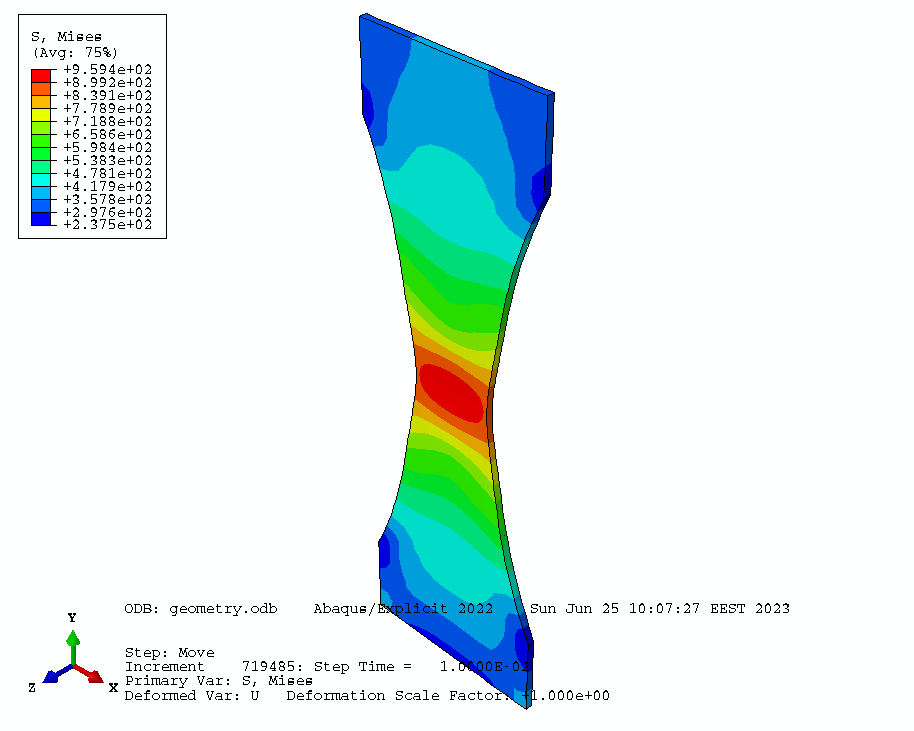 S, Mises
(Avg: 75%)
+9.594e+02
+8.992e+02
+8.391e+02
+7.789e+02
+7.188e+02
+6.586e+02
+5.984e+02
+5.383e+02
+4.781e+02
+4.179e+02
+3.578e+02
+2.976e+02
+2.375e+02
ODB: geometry.odb    Abaqus/Explicit 2022    Sun Jun 25 10:07:27 EEST 2023
Y
Z
X
Step: Move
Increment    719485: Step Time =    1.0000E-02
Primary Var: S, Mises
Deformed Var: U   Deformation Scale Factor: +1.000e+00